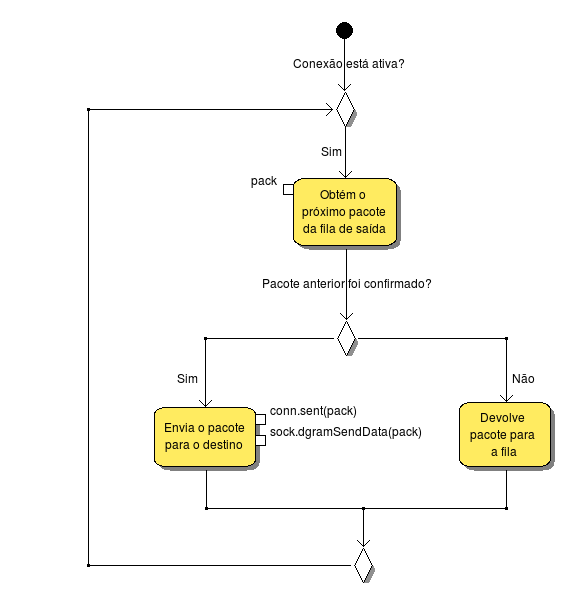 Conexão está ativa?
Sim
pack
Obtém o
próximo pacote
da fila de saída
Pacote anterior foi confirmado?
Sim
Não
Envia o pacote
para o destino
conn.sent(pack)
sock.dgramSendData(pack)
Devolve
pacote para
a fila